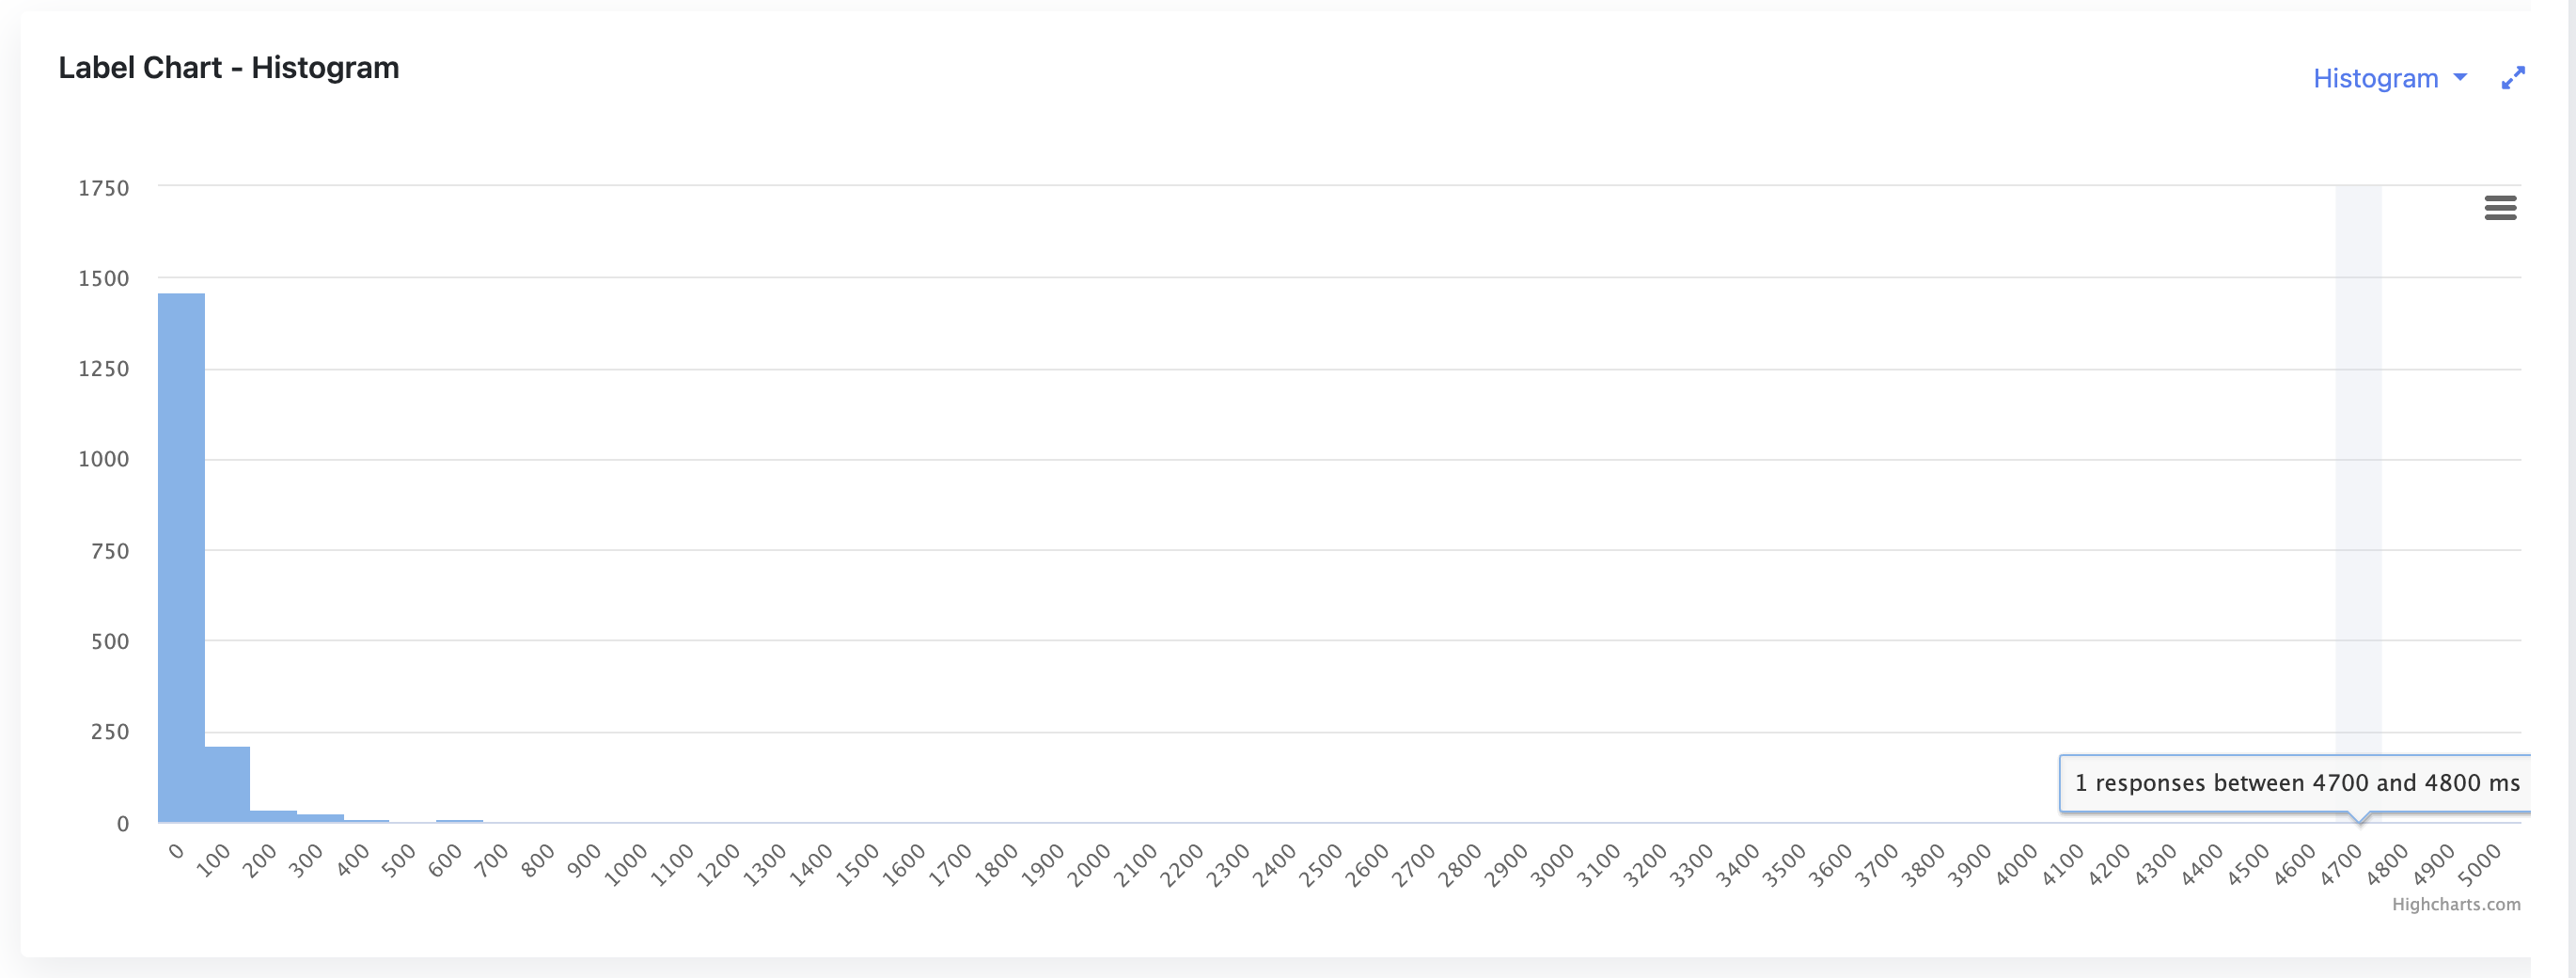 Label Chart - Histogram
Histogram
1750
1500
1250
1000
750
500
250
0
1 responses between 4700 and 4800 ms
0 100 200 300 400 500 600 700 800 900 1000 1100 1200 1300 1400 1500 1600 1700 1800 1900 2000 2100 2200 2300 2400 2500 2600 2700 2800 2900 3000 3100 3200 3300 3400 3500 3600 3700 3800 3900 4000 4100 4200 4300 4400 4500 4600 4700 4800 4900 5000
Highcharts.com